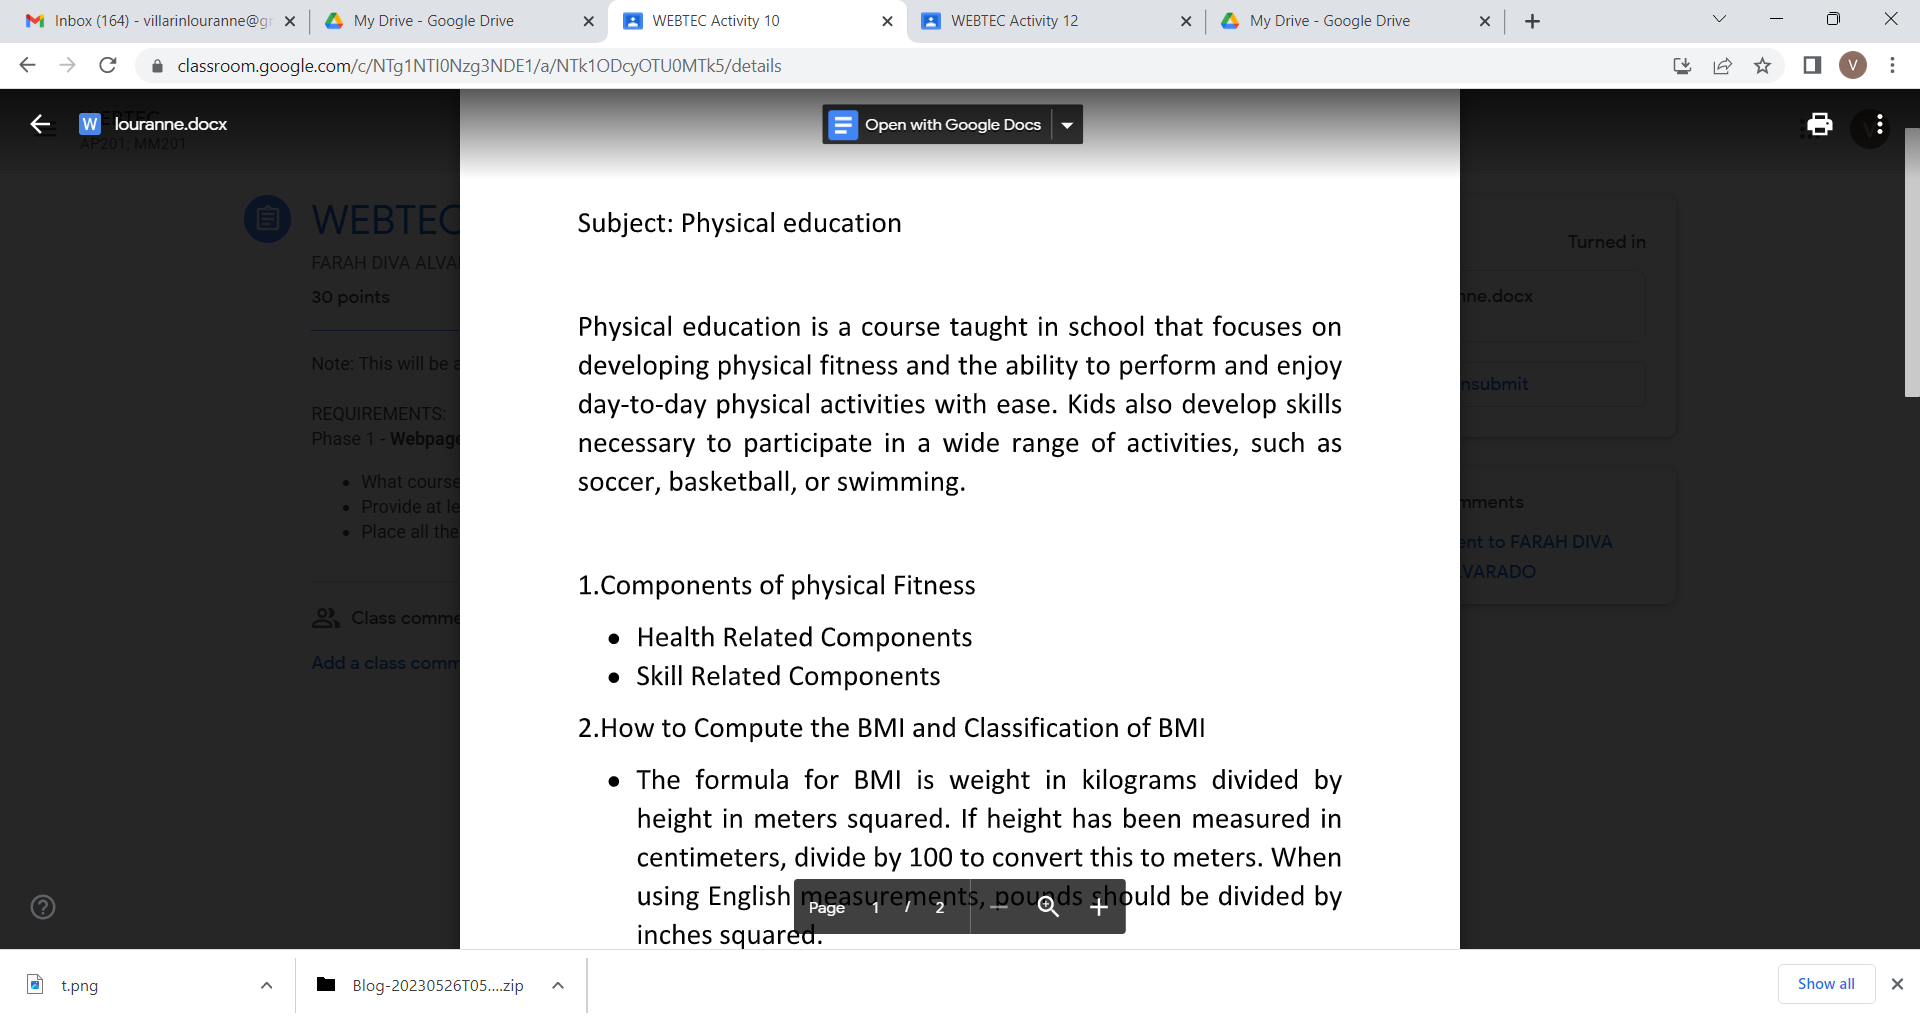 Inbox (164) - villarinlouranne@gr
My Drive - Google Drive
WEBTEC Activity 10
WEBTEC Activity 12
My Drive - Google Drive
classroom.google.com/c/NTg1NTI0Nzg3NDE1/a/NTk1ODcyOTU0MTk5/details
V
WEBTEC
W louranne.docx
AP201; MM201
Open with Google Docs
WEBTEC
FARAH DIVA ALVA
30 points
Note: This will be a
REQUIREMENTS:
Phase 1 - Webpage
What course
Provide at le
Place all the
Class comme
Add a class comm
Subject: Physical education
Physical education is a course taught in school that focuses on
developing physical fitness and the ability to perform and enjoy
day-to-day physical activities with ease. Kids also develop skills
necessary to participate in a wide range of activities, such as
soccer, basketball, or swimming.
1.Components of physical Fitness
• Health Related Components
• Skill Related Components
2.How to Compute the BMI and Classification of BMI
• The formula for BMI is weight in kilograms divided by
height in meters squared. If height has been measured in
centimeters, divide by 100 to convert this to meters. When
using English measurements, pounds should be divided by
inches squared.
Page 1 / 2
Turned in
nne.docx
nsubmit
mments
ent to FARAH DIVA
LVARADO
t.png
Blog-20230526T05....zip
Show all